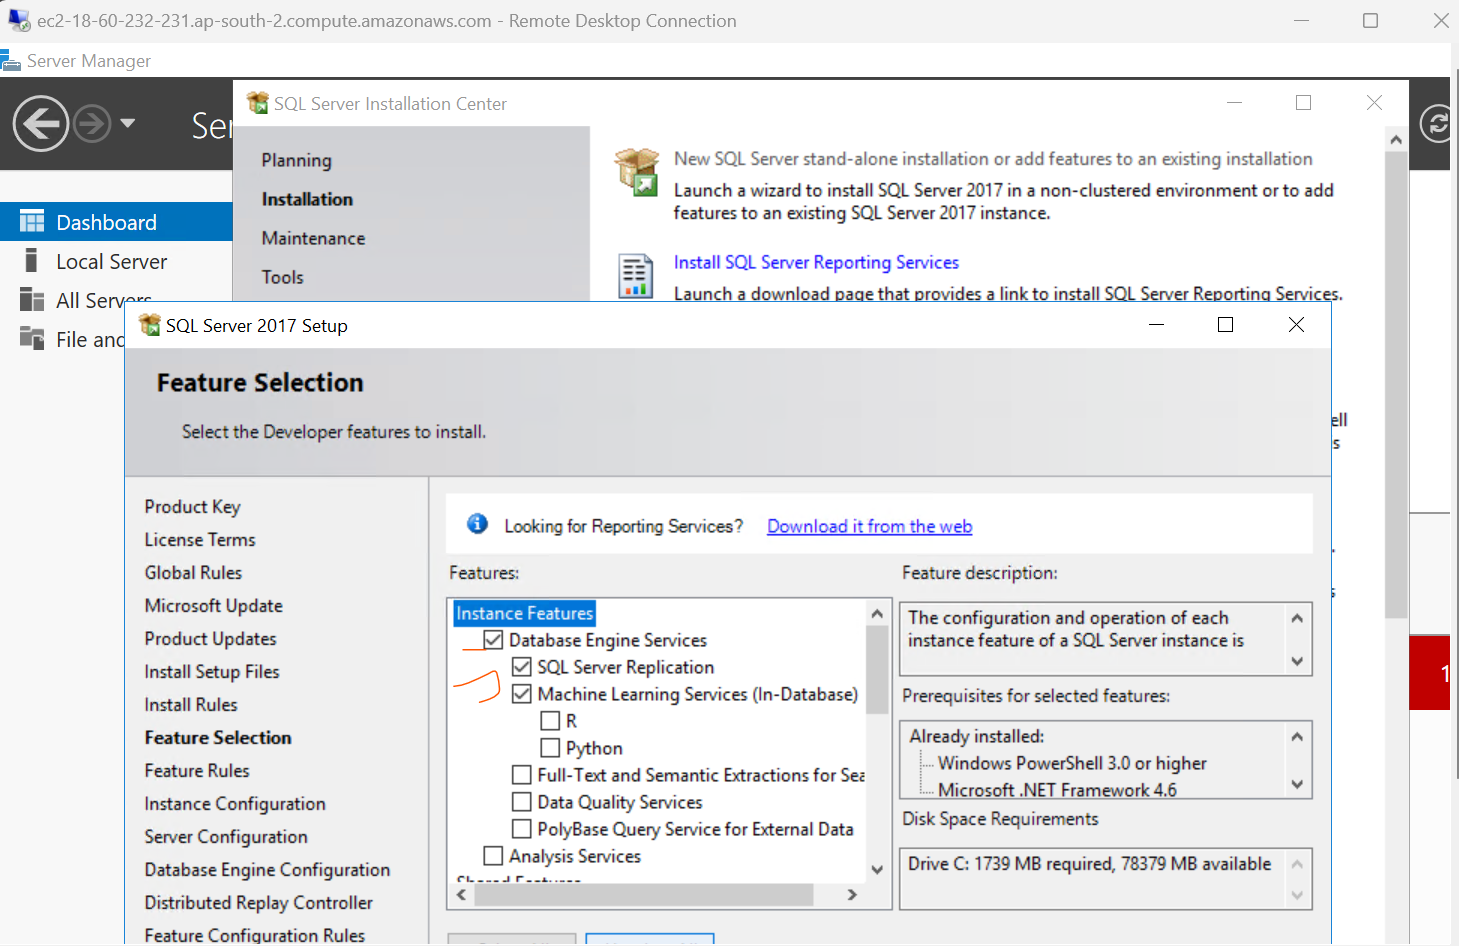 ec2-18-60-232-231.ap-south-2.compute.amazonaws.com - Remote Desktop Connection
Server Manager
Ser
SQL Server Installation Center
Planning
Installation
Maintenance
Tools
New SQL Server stand-alone installation or add features to an existing installation
Launch a wizard to install SQL Server 2017 in a non-clustered environment or to add
features to an existing SQL Server 2017 instance.
Install SQL Server Reporting Services
Launch a download page that provides a link to install SQL Server Reporting Services.
Dashboard
Local Server
All Servers
File and
ell
s
1
SQL Server 2017 Setup
Feature Selection
Select the Developer features to install.
Product Key
License Terms
Global Rules
Microsoft Update
Product Updates
Install Setup Files
Install Rules
Feature Selection
Feature Rules
Instance Configuration
Server Configuration
Database Engine Configuration
Distributed Replay Controller
Feature Configuration Rules
Looking for Reporting Services? Download it from the web
Features:
Instance Features
Database Engine Services
SQL Server Replication
Machine Learning Services (In-Database)
R
Python
Full-Text and Semantic Extractions for Sea
Data Quality Services
PolyBase Query Service for External Data
Analysis Services
Shared Features
Feature description:
The configuration and operation of each
instance feature of a SQL Server instance is
Prerequisites for selected features:
Already installed:
Windows PowerShell 3.0 or higher
Microsoft .NET Framework 4.6
Disk Space Requirements
Drive C: 1739 MB required, 78379 MB available